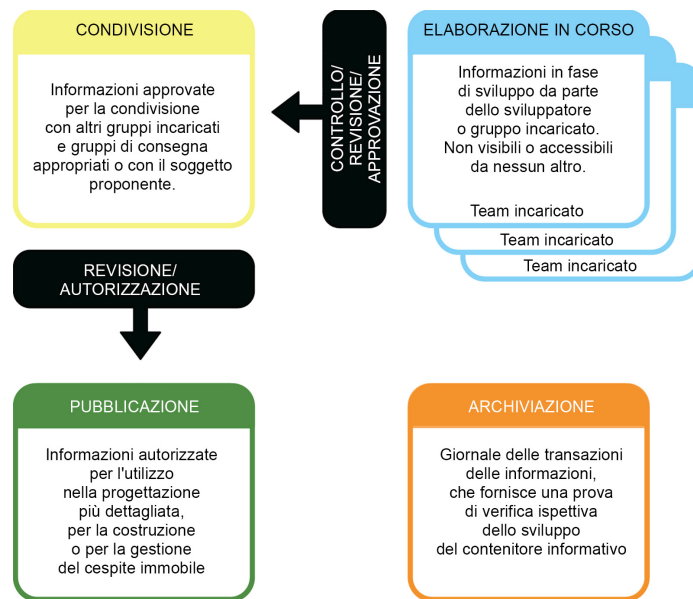 CONDIVISIONE
Informazioni approvate
per la condivisione
con altri gruppi incaricati
e gruppi di consegna
appropriati o con il soggetto
proponente.
CONTROLLO/
REVISIONE/
APPROVAZIONE
ELABORAZIONE IN CORSO
Informazioni in fase
di sviluppo da parte
dello sviluppatore
o gruppo incaricato.
Non visibili o accessibili
da nessun altro.
Team incaricato
Team incaricato
Team incaricato
REVISIONE/
AUTORIZZAZIONE
PUBBLICAZIONE
Informazioni autorizzate
per l'utilizzo
nella progettazione
più dettagliata,
per la costruzione
o per la gestione
del cespite immobile
ARCHIVIAZIONE
Giornale delle transazioni
delle informazioni,
che fornisce una prova
di verifica ispettiva
dello sviluppo
del contenitore informativo